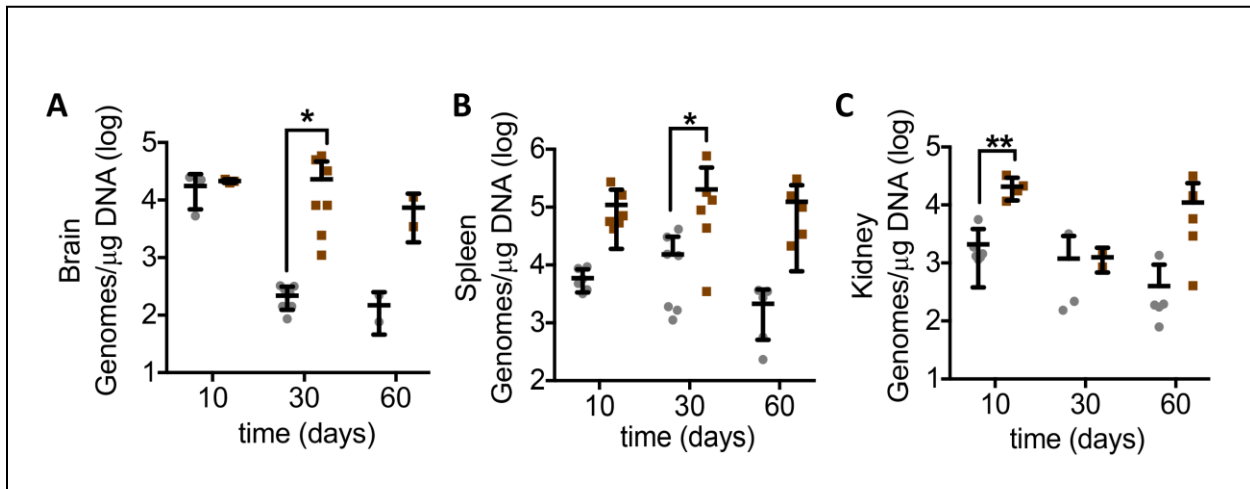 A
Brain
Genomes/μg DNA (log)
5
4
3
2
1
*
10
30
60
time (days)
B
Spleen
Genomes/μg DNA (log)
6
5
4
3
2
*
10
30
60
time (days)
C
Kidney
Genomes/μg DNA (log)
5
4
3
2
1
**
10
30
60
time (days)